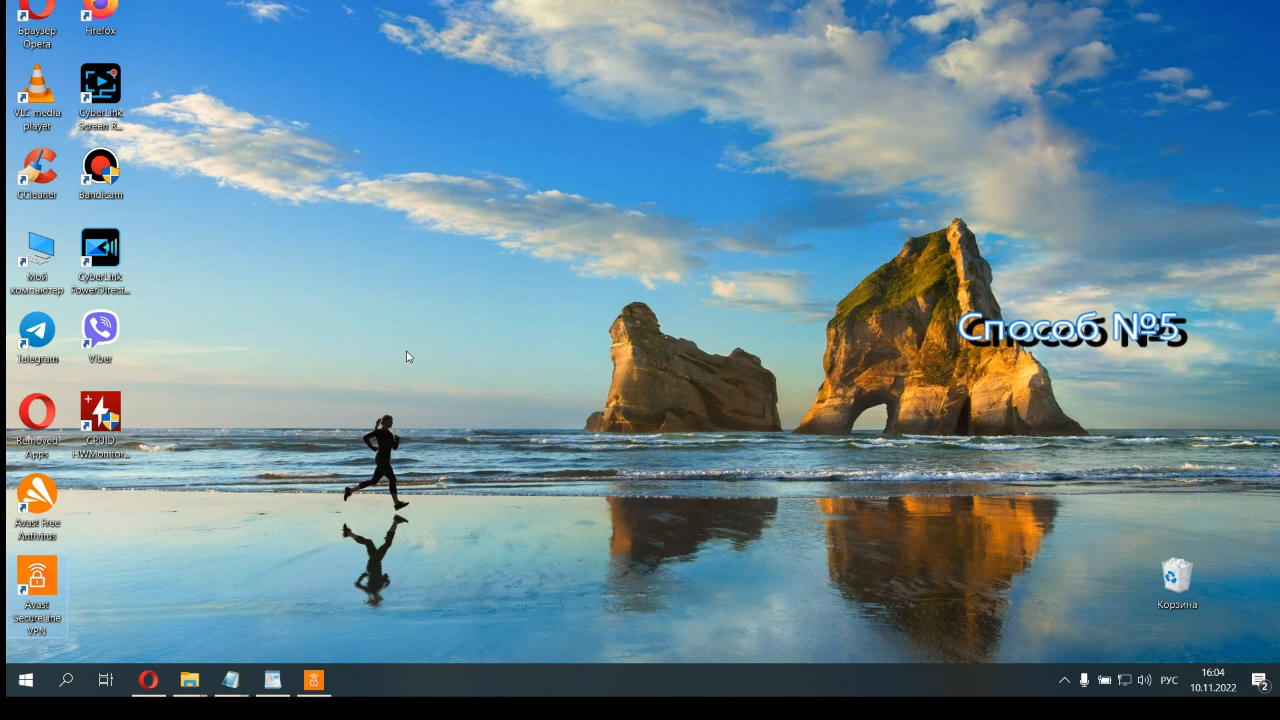 Браузер
Opera
Firefox
VLC media
player
CyberLink
Screen R...
CCleaner
Bandicam
Мой
компьютер
CyberLink
PowerDirect...
Telegram
Viber
Removed
Apps
CPUID
HWMonitor...
Avast Free
Antivirus
Avast
SecureLine
VPN
Способ №5
Корзина
РУС
16:04
10.11.2022
2